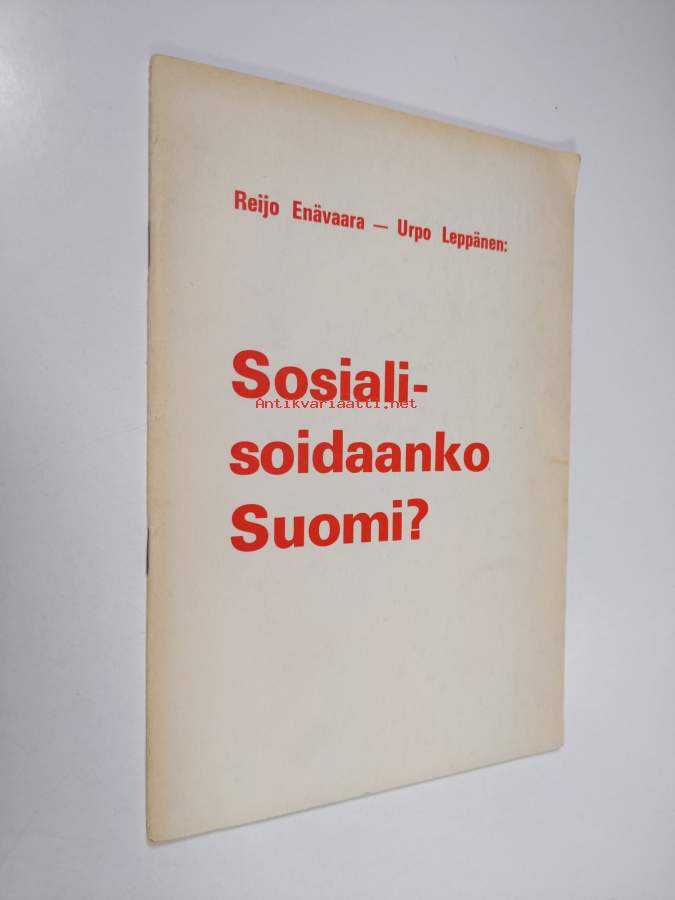 Reijo Enävaara — Urpo Leppänen:
Sosiali-
Antikvariaatti.net
soidaanko
Suomi?